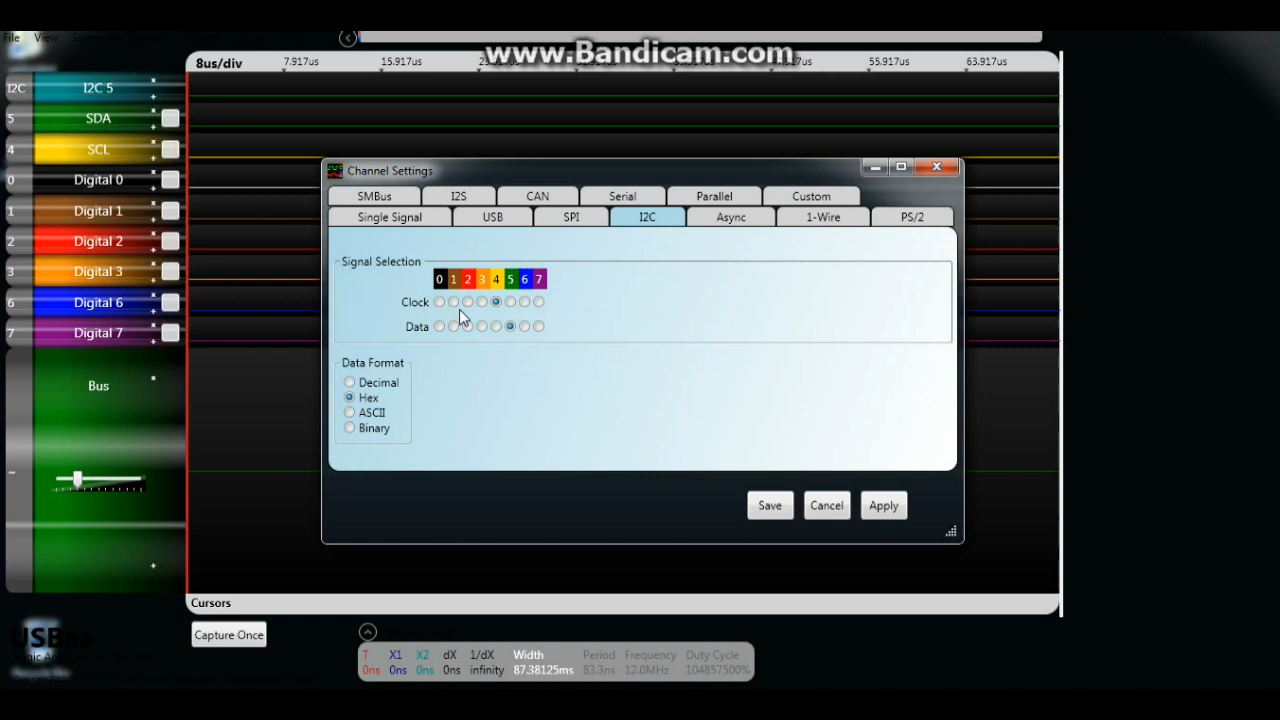 www.Bandicam.com
File View
8us/div 7.917us 15.917us 55.917us 63.917us
I2C I2C 5
5 SDA
4 SCL
0 Digital 0
1 Digital 1
2 Digital 2
3 Digital 3
6 Digital 6
7 Digital 7
Bus
~
Channel Settings
SMBus I2S CAN Serial Parallel Custom
Single Signal USB SPI I2C Async 1-Wire PS/2
Signal Selection
0 1 2 3 4 5 6 7
Clock
Data
Data Format
Decimal
Hex
ASCII
Binary
Save Cancel Apply
Cursors
Capture Once
T X1 X2 dX 1/dX Width Period Frequency Duty Cycle
0ns 0ns 0ns 0ns infinity 87.38125ms 83.3ns 12.0MHz 104857500%